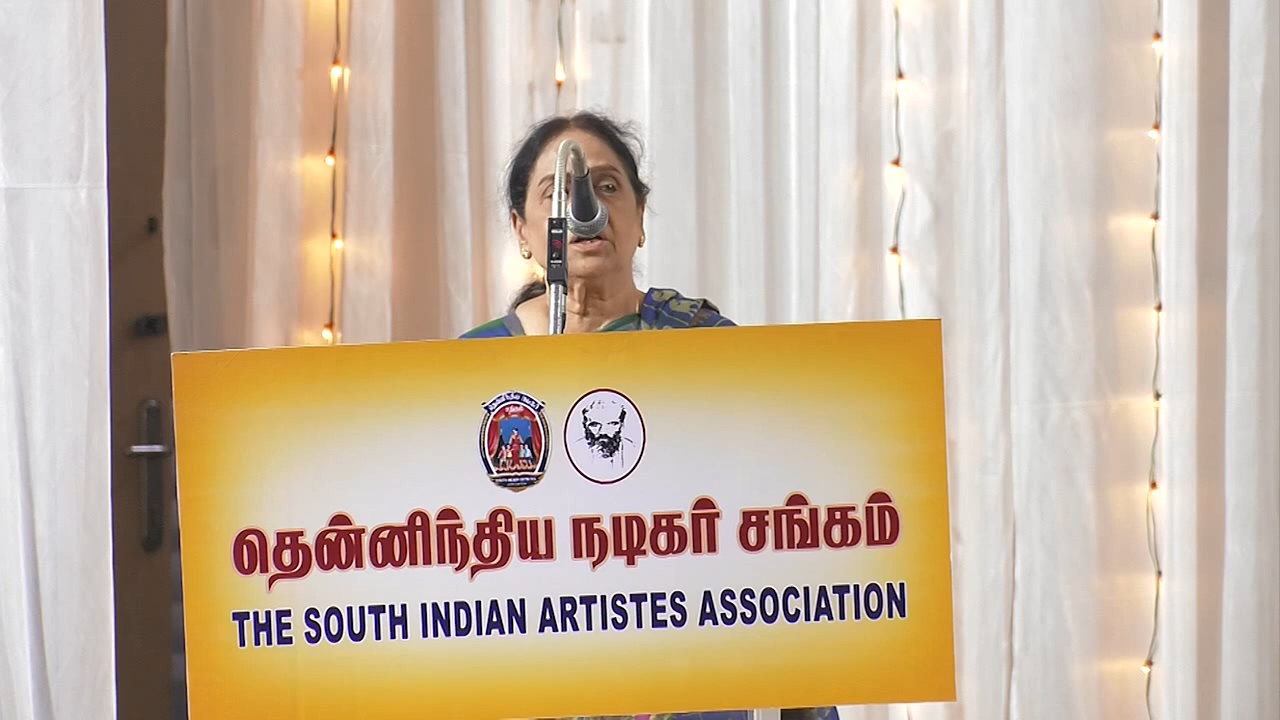 தென்னிந்திய நடிகர் சங்கம்
THE SOUTH INDIAN ARTISTES ASSOCIATION